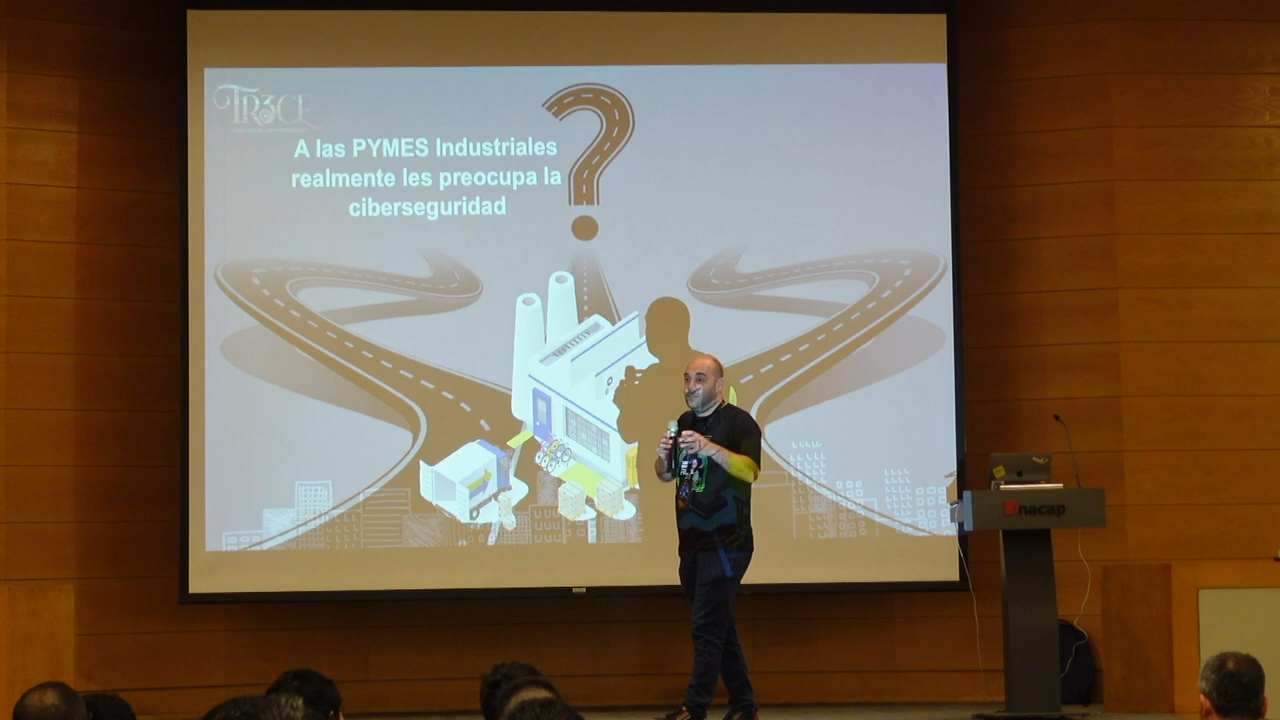 TR3CE
A las PYMES Industriales
realmente les preocupa la
ciberseguridad
?
inacap